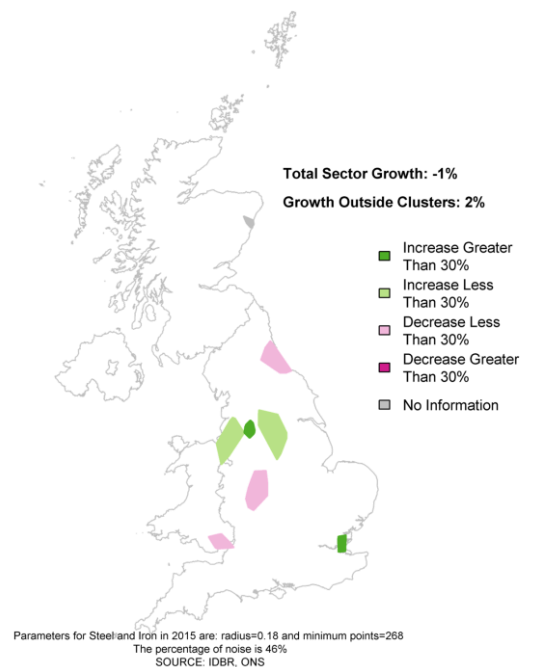 Total Sector Growth: -1%
Growth Outside Clusters: 2%
Increase Greater
Than 30%
Increase Less
Than 30%
Decrease Less
Than 30%
Decrease Greater
Than 30%
No Information
Parameters for Steel and Iron in 2015 are: radius=0.18 and minimum points=268
The percentage of noise is 46%
SOURCE: IDBR, ONS